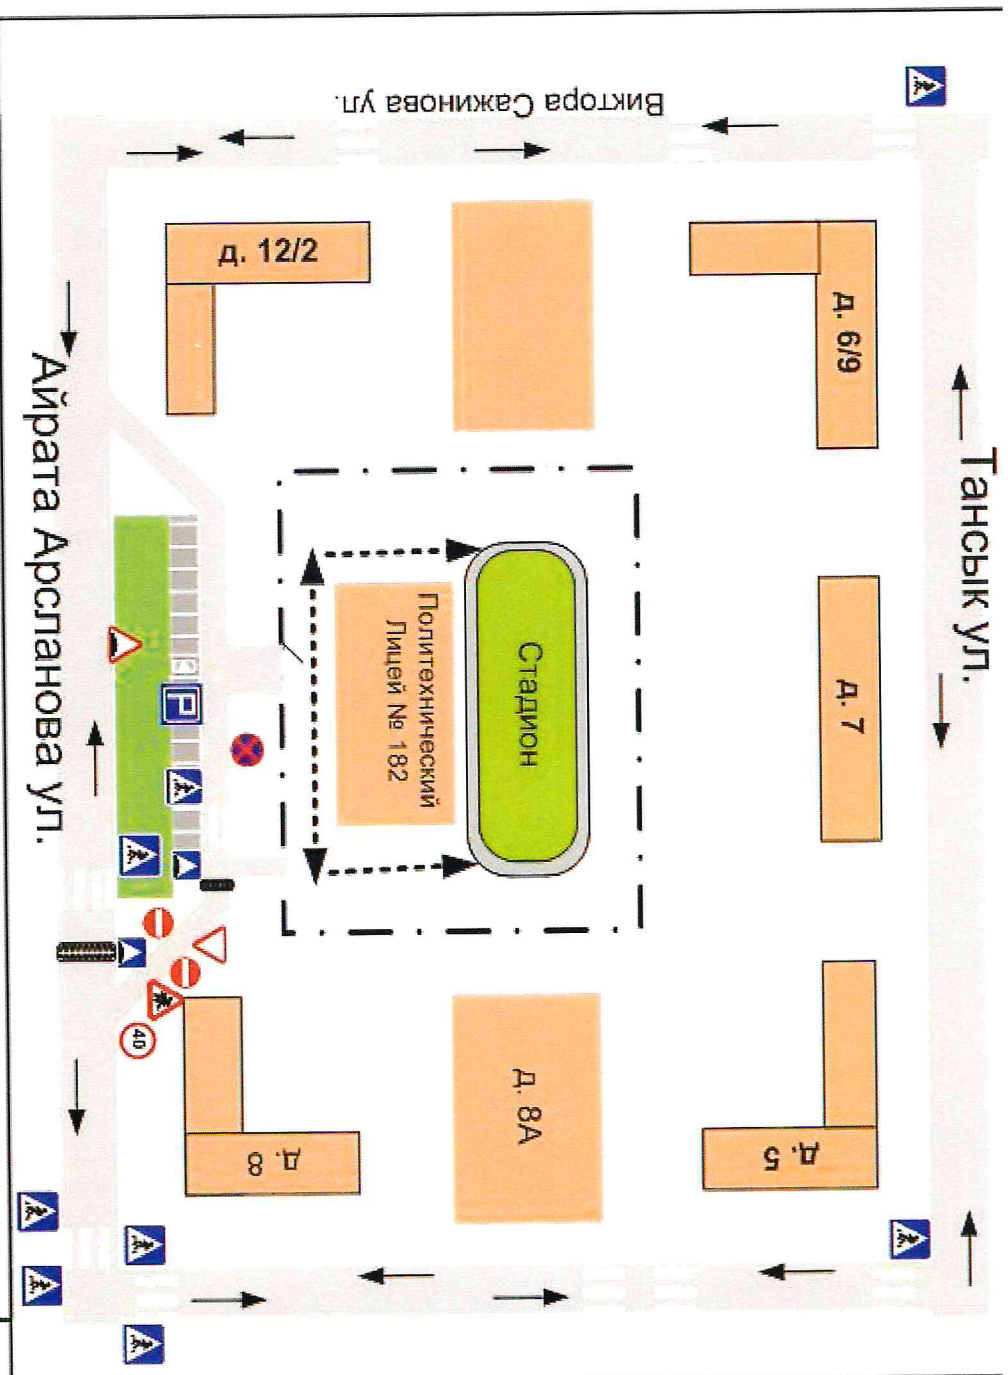 Виктора Сажинова ул.
д. 12/2
д. 6/9
Тансык ул.
Айрата Арсланова ул.
Политехнический
Лицей № 182
Стадион
д. 7
P
40
д. 8
д. 8А
д. 5